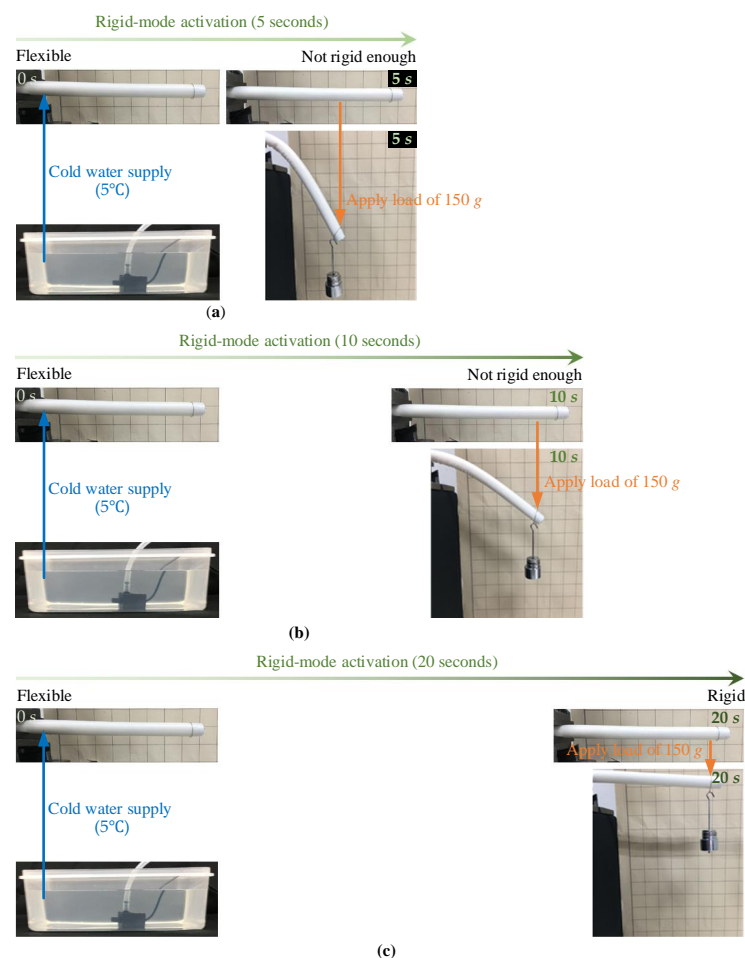 Rigid-mode activation (5 seconds)
Flexible
Not rigid enough
0 s
5 s
5 s
Cold water supply
(5℃)
Apply load of 150 g
(a)
Rigid-mode activation (10 seconds)
Flexible
Not rigid enough
0 s
10 s
10 s
Cold water supply
(5℃)
Apply load of 150 g
(b)
Rigid-mode activation (20 seconds)
Flexible
Rigid
0 s
20 s
Apply load of 150 g
20 s
Cold water supply
(5℃)
(c)